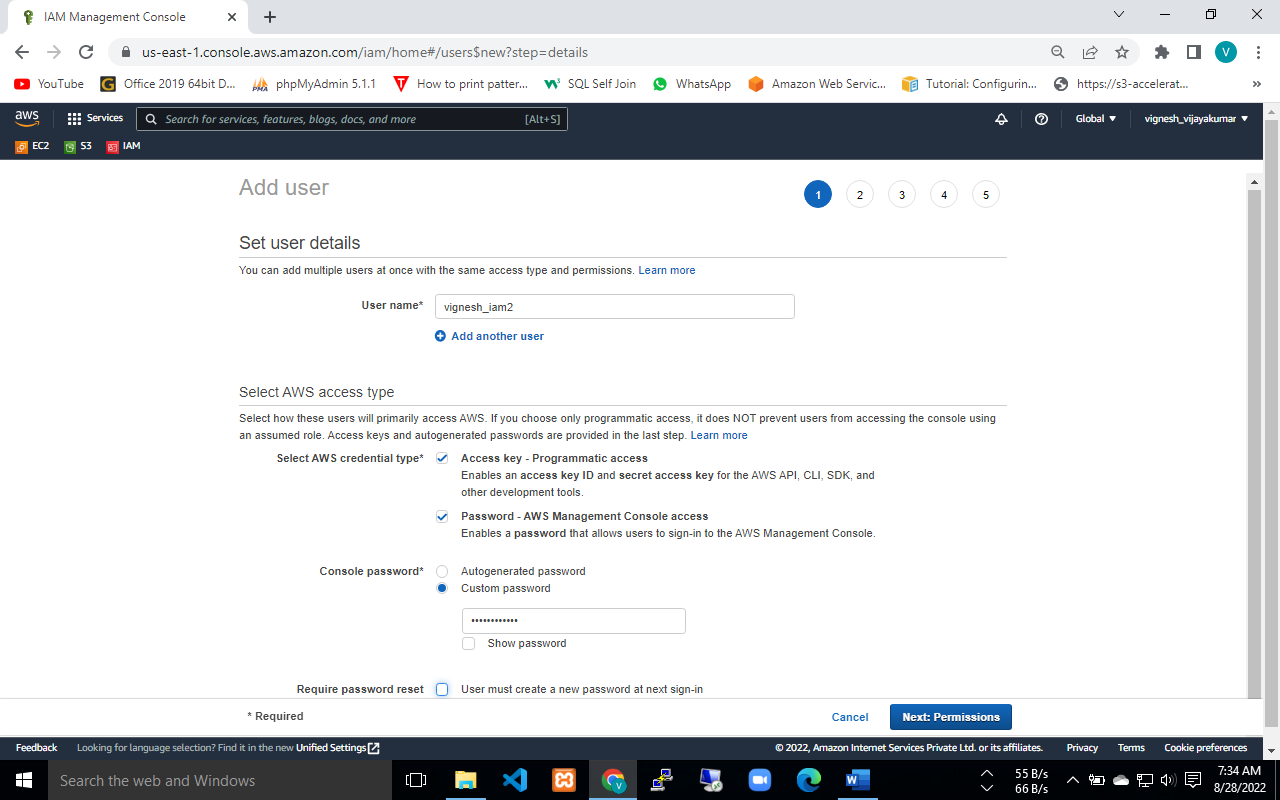 IAM Management Console
us-east-1.console.aws.amazon.com/iam/home#/users$new?step=details
V
YouTube
Office 2019 64bit D...
PMA
phpMyAdmin 5.1.1
How to print patter...
SQL Self Join
WhatsApp
Amazon Web Servic...
Tutorial: Configurin...
https://s3-accelerat...
»
aws
Services
Search for services, features, blogs, docs, and more
[Alt+S]
Global
vignesh_vijayakumar
EC2
S3
IAM
Add user
1
2
3
4
5
Set user details
You can add multiple users at once with the same access type and permissions. Learn more
User name*
vignesh_iam2
Add another user
Select AWS access type
Select how these users will primarily access AWS. If you choose only programmatic access, it does NOT prevent users from accessing the console using
an assumed role. Access keys and autogenerated passwords are provided in the last step. Learn more
Select AWS credential type*
Access key - Programmatic access
Enables an access key ID and secret access key for the AWS API, CLI, SDK, and
other development tools.
Password - AWS Management Console access
Enables a password that allows users to sign-in to the AWS Management Console.
Console password*
Autogenerated password
Custom password
••••••••••••
Show password
Require password reset
User must create a new password at next sign-in
* Required
Cancel
Next: Permissions
Feedback
Looking for language selection? Find it in the new Unified Settings
© 2022, Amazon Internet Services Private Ltd. or its affiliates.
Privacy
Terms
Cookie preferences
Search the web and Windows
V
W
55 B/s
66 B/s
7:34 AM
8/28/2022